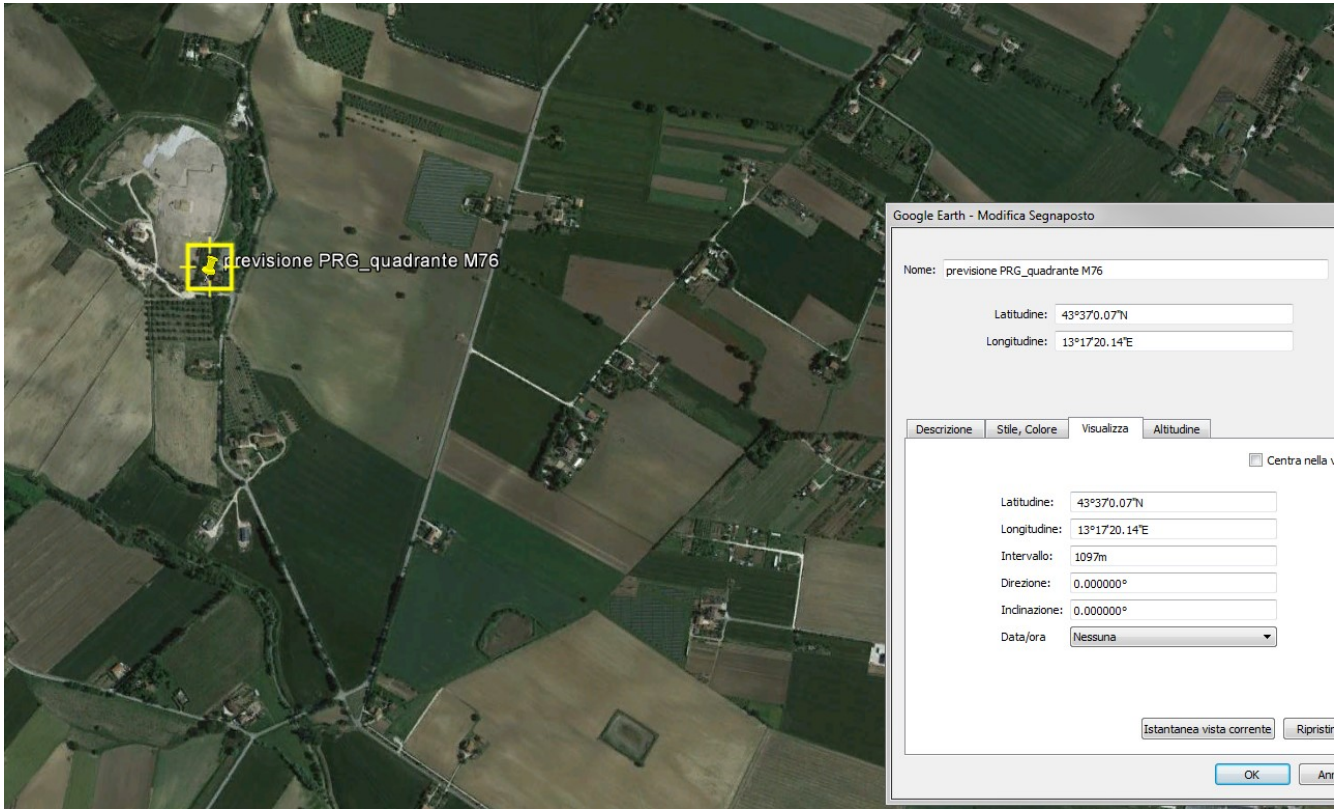 previsione PRG_quadrante M76
Google Earth - Modifica Segnaposto
Nome: previsione PRG_quadrante M76
Latitudine: 43°37'0.07"N
Longitudine: 13°17'20.14"E
Descrizione Stile, Colore Visualizza Altitudine
Centra nella v
Latitudine: 43°37'0.07"N
Longitudine: 13°17'20.14"E
Intervallo: 1097m
Direzione: 0.000000°
Inclinazione: 0.000000°
Data/ora Nessuna
Istantanea vista corrente Ripristin
OK Ann